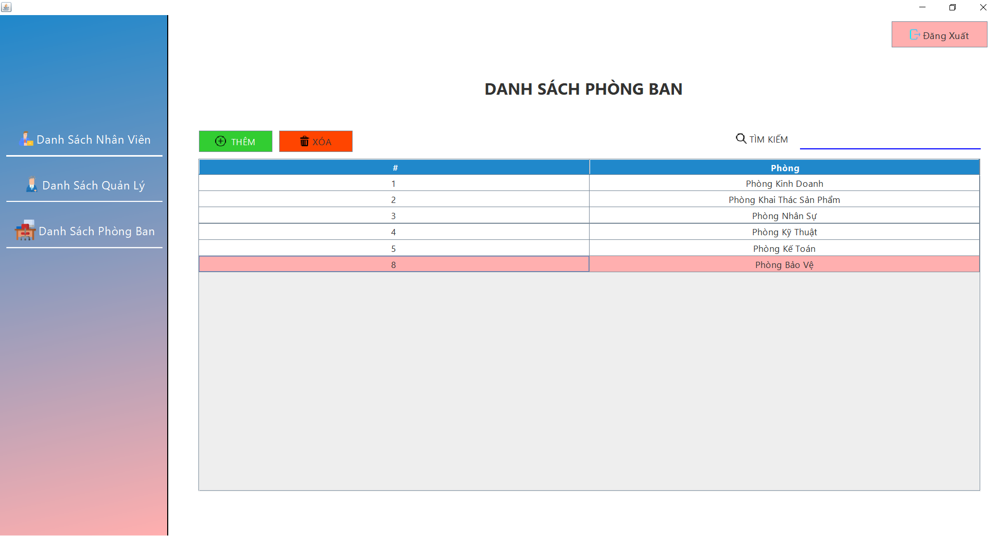 Đăng Xuất
DANH SÁCH PHÒNG BAN
Danh Sách Nhân Viên
Danh Sách Quản Lý
Danh Sách Phòng Ban
THÊM XÓA TÌM KIẾM
# Phòng
1 Phòng Kinh Doanh
2 Phòng Khai Thác Sản Phẩm
3 Phòng Nhân Sự
4 Phòng Kỹ Thuật
5 Phòng Kế Toán
8 Phòng Bảo Vệ